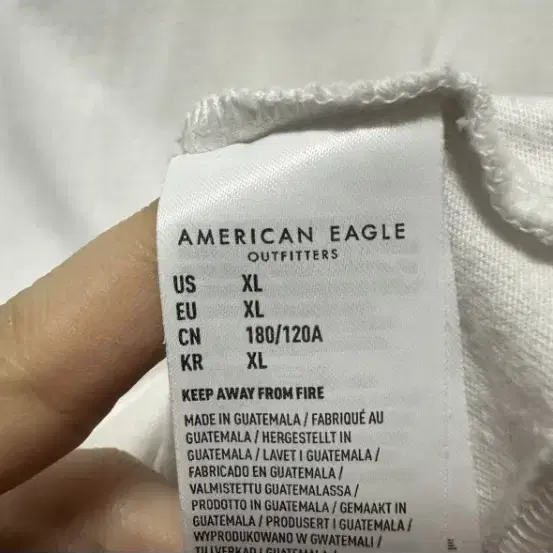 AMERICAN EAGLE
OUTFITTERS
US XL
EU XL
CN 180/120A
KR XL
KEEP AWAY FROM FIRE
MADE IN GUATEMALA / FABRIQUÉ AU
GUATEMALA / HERGESTELLT IN
GUATEMALA / LAVET I GUATEMALA /
FABRICADO EN GUATEMALA /
VALMISTETTU GUATEMALASSA /
PRODOTTO IN GUATEMALA / GEMAAKT IN
GUATEMALA / PRODUSERT I GUATEMALA /
WYPRODUKOWANO W GWATEMALI /
TILLVERKAD I GUATEMALA /